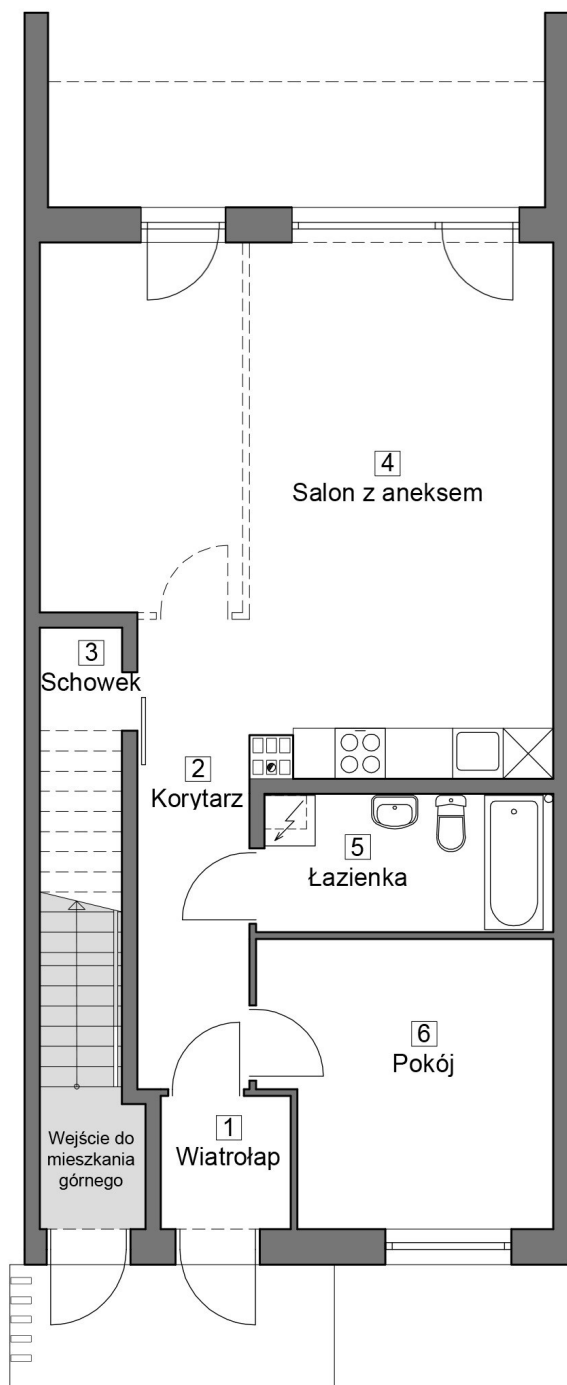 4
Salon z aneksem
3
Schowek
2
Korytarz
5
Łazienka
6
Pokój
1
Wiatrołap
Wejście do
mieszkania
górnego